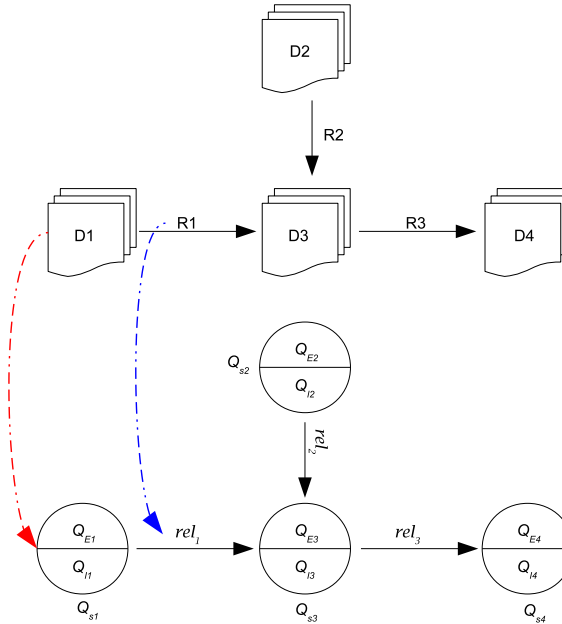 D2
R2
D1
R1
D3
R3
D4
Q_E2
Q_s2
Q_I2
rel_2
Q_E1
rel_1
Q_E3
rel_3
Q_E4
Q_I1
Q_I3
Q_I4
Q_s1
Q_s3
Q_s4